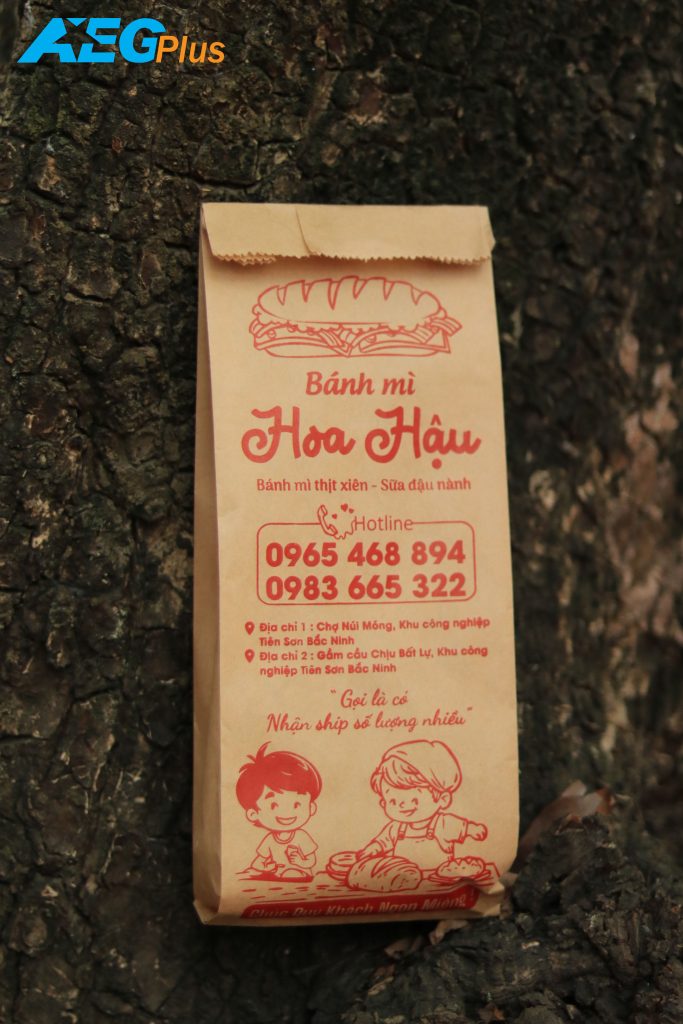 AEGPlus
Bánh mì
Hoa Hậu
Bánh mì thịt xiên - Sữa đậu nành
Hotline
0965 468 894
0983 665 322
Địa chỉ 1 : Chợ Núi Móng, Khu công nghiệp
Tiên Sơn Bắc Ninh
Địa chỉ 2 : Gầm cầu Chịu Bất Lự, Khu công
nghiệp Tiên Sơn Bắc Ninh
"Gọi là có
Nhận ship số lượng nhiều"
Chúc Quý Khách Ngon Miệng